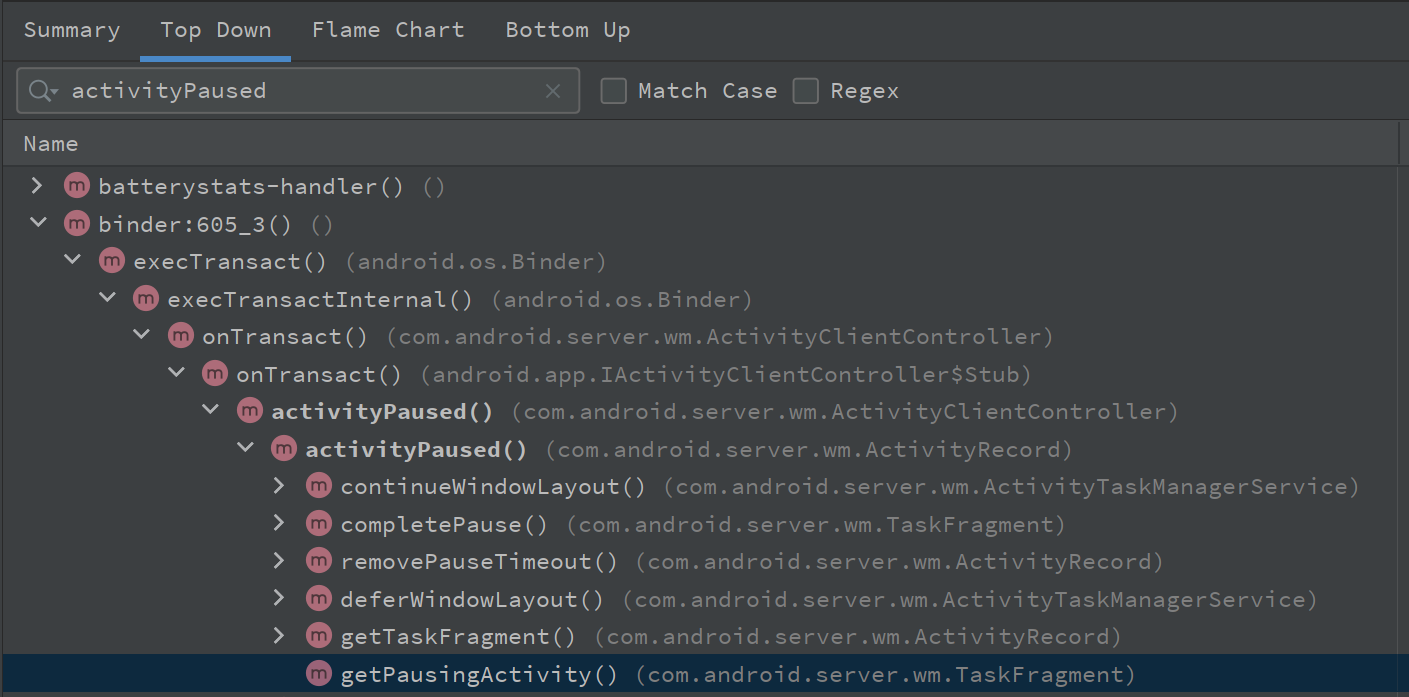 Summary Top Down Flame Chart Bottom Up
activityPaused Match Case Regex
Name
m batterystats-handler() ()
m binder:605_3() ()
m execTransact() (android.os.Binder)
m execTransactInternal() (android.os.Binder)
m onTransact() (com.android.server.wm.ActivityClientController)
m onTransact() (android.app.IActivityClientController$Stub)
m activityPaused() (com.android.server.wm.ActivityClientController)
m activityPaused() (com.android.server.wm.ActivityRecord)
m continueWindowLayout() (com.android.server.wm.ActivityTaskManagerService)
m completePause() (com.android.server.wm.TaskFragment)
m removePauseTimeout() (com.android.server.wm.ActivityRecord)
m deferWindowLayout() (com.android.server.wm.ActivityTaskManagerService)
m getTaskFragment() (com.android.server.wm.ActivityRecord)
m getPausingActivity() (com.android.server.wm.TaskFragment)